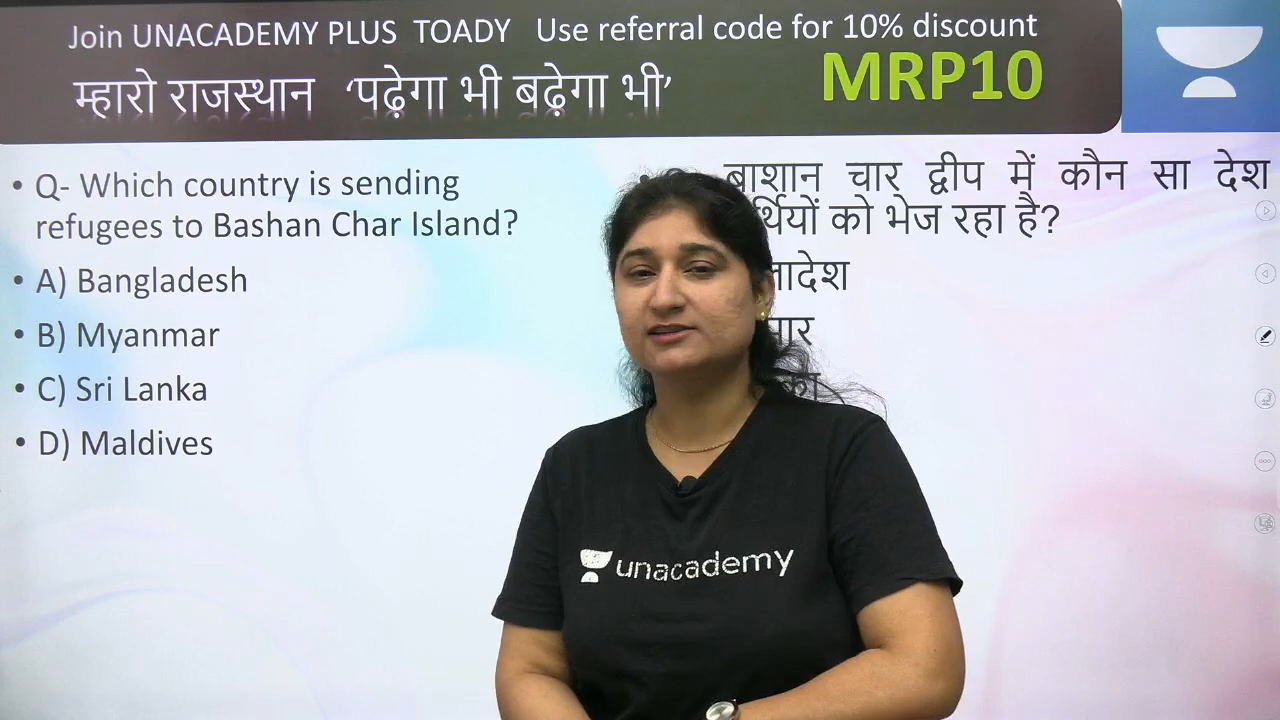 Join UNACADEMY PLUS TOADY Use referral code for 10% discount
म्हारो राजस्थान ‘पढ़ेगा भी बढ़ेगा भी’ MRP10
• Q- Which country is sending
refugees to Bashan Char Island?
• A) Bangladesh
• B) Myanmar
• C) Sri Lanka
• D) Maldives
बाशान चार द्वीप में कौन सा देश
को भेज रहा है?
unacademy